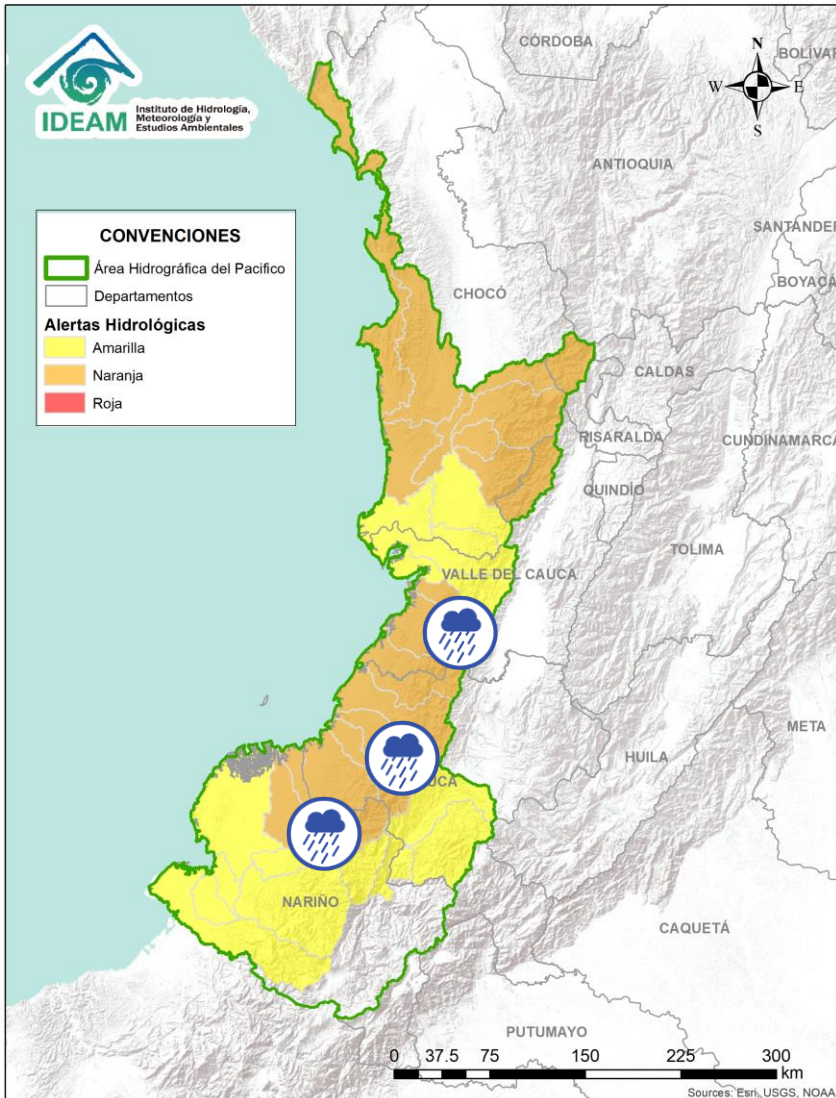 IDEAM
Instituto de Hidrología,
Meteorología y
Estudios Ambientales
CÓRDOBA
BOLÍVAR
N
W
E
S
ANTIOQUIA
SANTANDER
BOYACÁ
CONVENCIONES
Área Hidrográfica del Pacifico
Departamentos
Alertas Hidrológicas
Amarilla
Naranja
Roja
CHOCÓ
CALDAS
RISARALDA
CUNDINAMARCA
QUINDÍO
TOLIMA
VALLE DEL CAUCA
META
HUILA
UCA
NARIÑO
CAQUETÁ
PUTUMAYO
0 37.5 75 150 225 300
km
Sources: Esri, USGS, NOAA